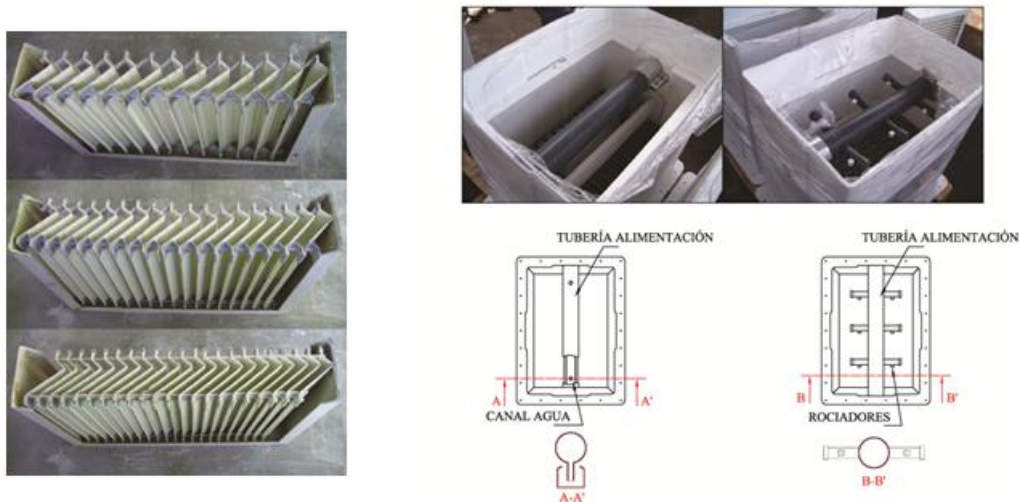 TUBERÍA ALIMENTACIÓN
TUBERÍA ALIMENTACIÓN
A
A'
CANAL AGUA
A-A'
B
B'
ROCIADORES
B-B'